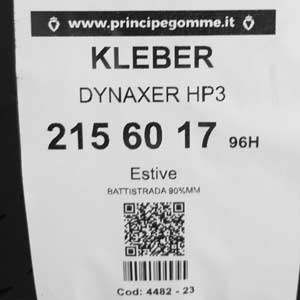 www.principegomme.it
KLEBER
DYNAXER HP3
215 60 17 96H
Estive
BATTISTRADA 90%MM
Cod: 4482 - 23